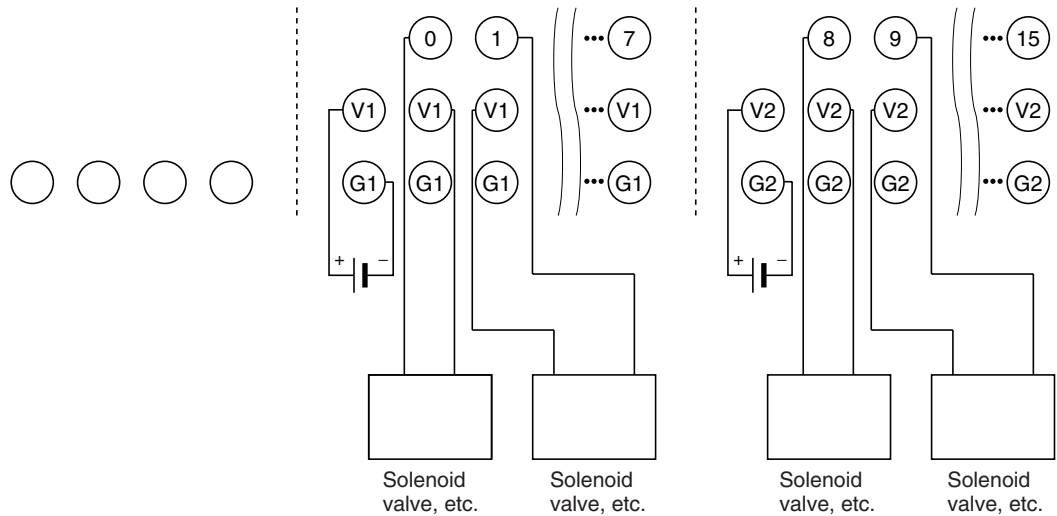 0 1 ••• 7 8 9 ••• 15
V1 V1 V1 ••• V1 V2 V2 V2 ••• V2
G1 G1 G1 ••• G1 G2 G2 G2 ••• G2
+ − + −
Solenoid valve, etc.
Solenoid valve, etc.
Solenoid valve, etc.
Solenoid valve, etc.